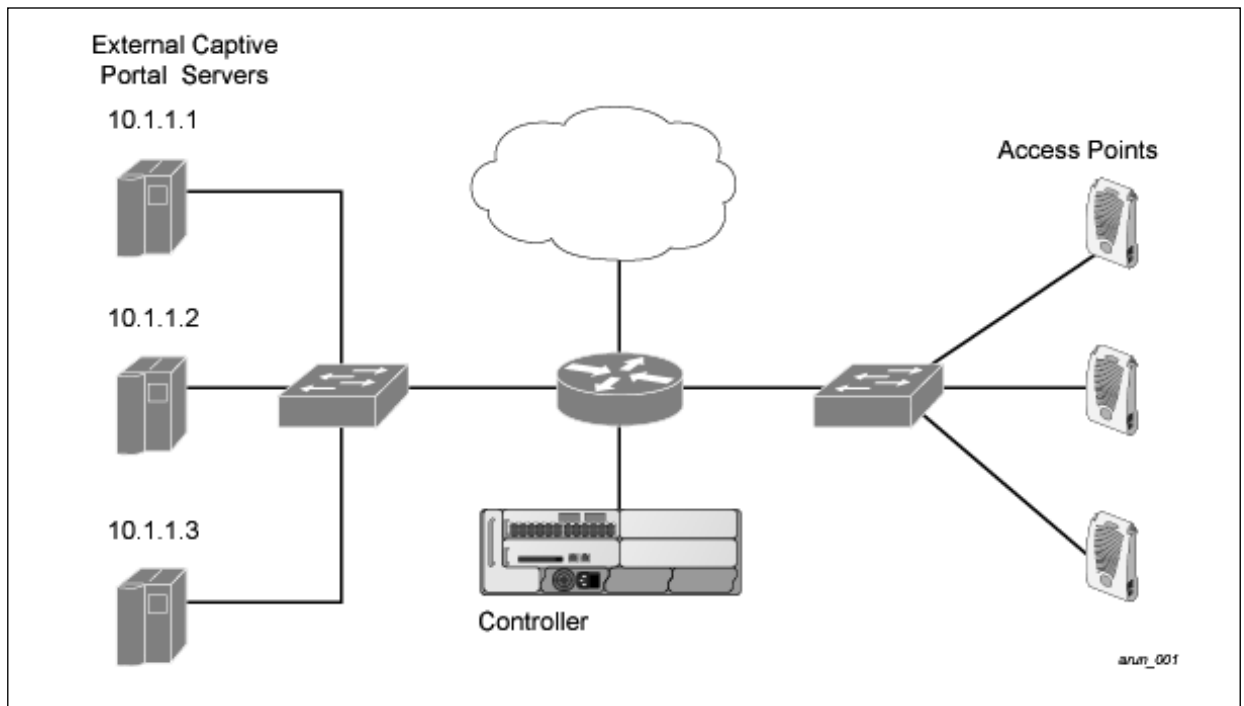 External Captive
Portal Servers
10.1.1.1
10.1.1.2
10.1.1.3
Controller
Access Points
arun_001